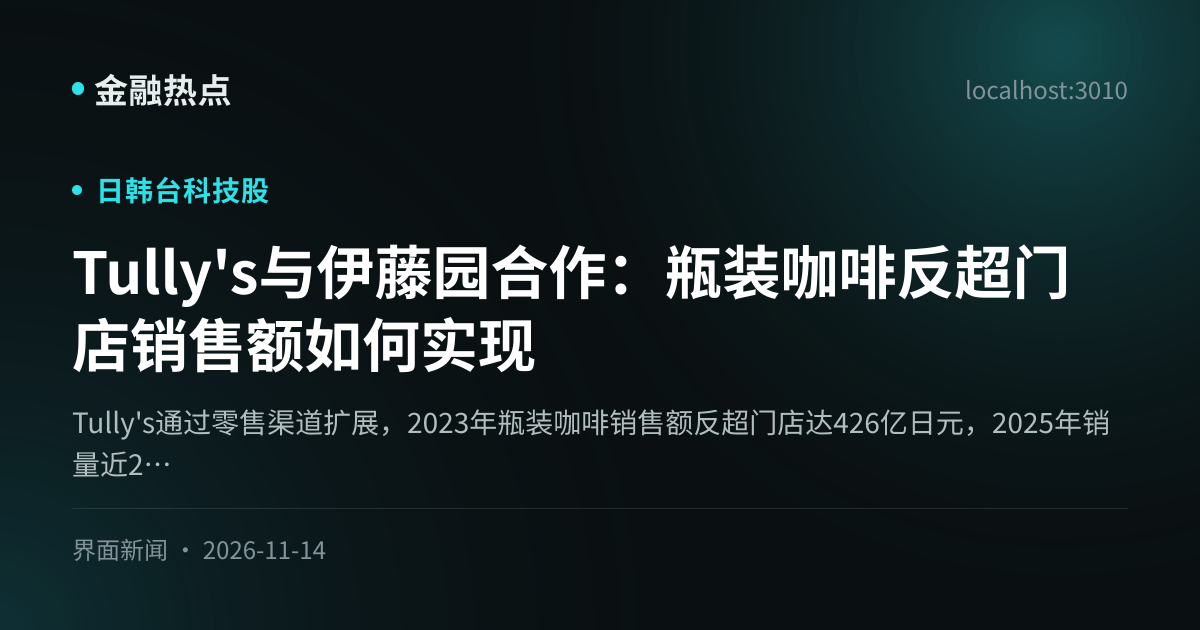 金融热点
localhost:3010
日韩台科技股
Tully's与伊藤园合作：瓶装咖啡反超门
店销售额如何实现
Tully's通过零售渠道扩展，2023年瓶装咖啡销售额反超门店达426亿日元，2025年销
量近2…
界面新闻 • 2026-11-14